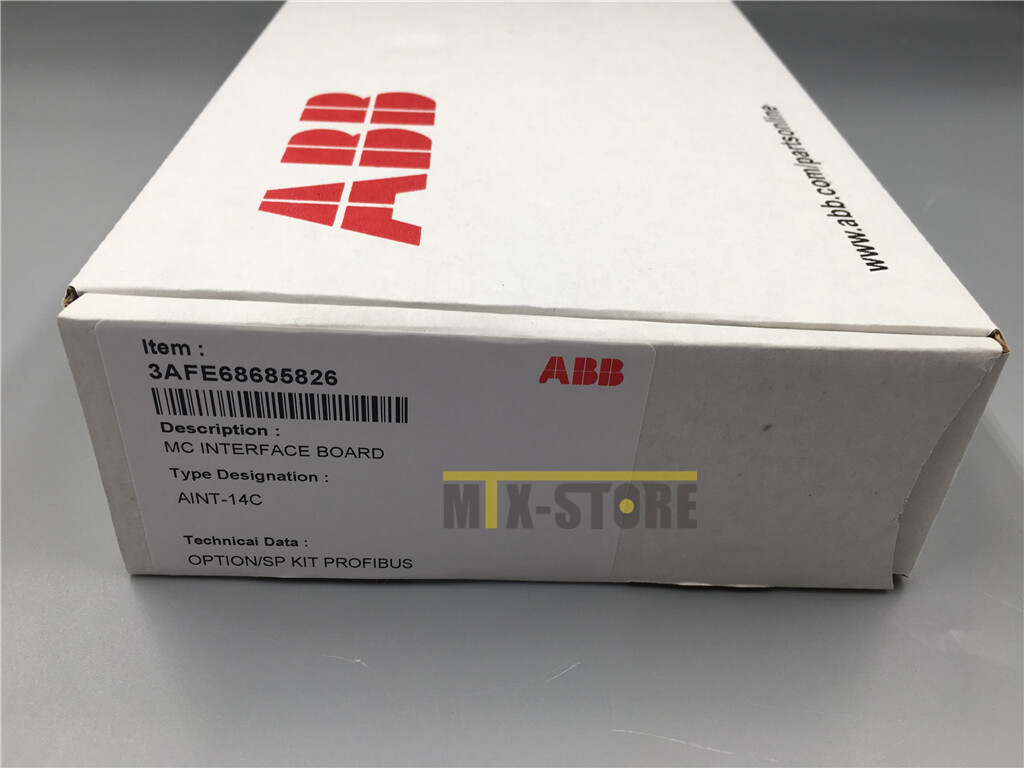 ABB
www.abb.com/partsonline
Item :
3AFE68685826
ABB
Description :
MC INTERFACE BOARD
Type Designation :
AINT-14C
MTX-STORE
Technicai Data :
OPTION/SP KIT PROFIBUS